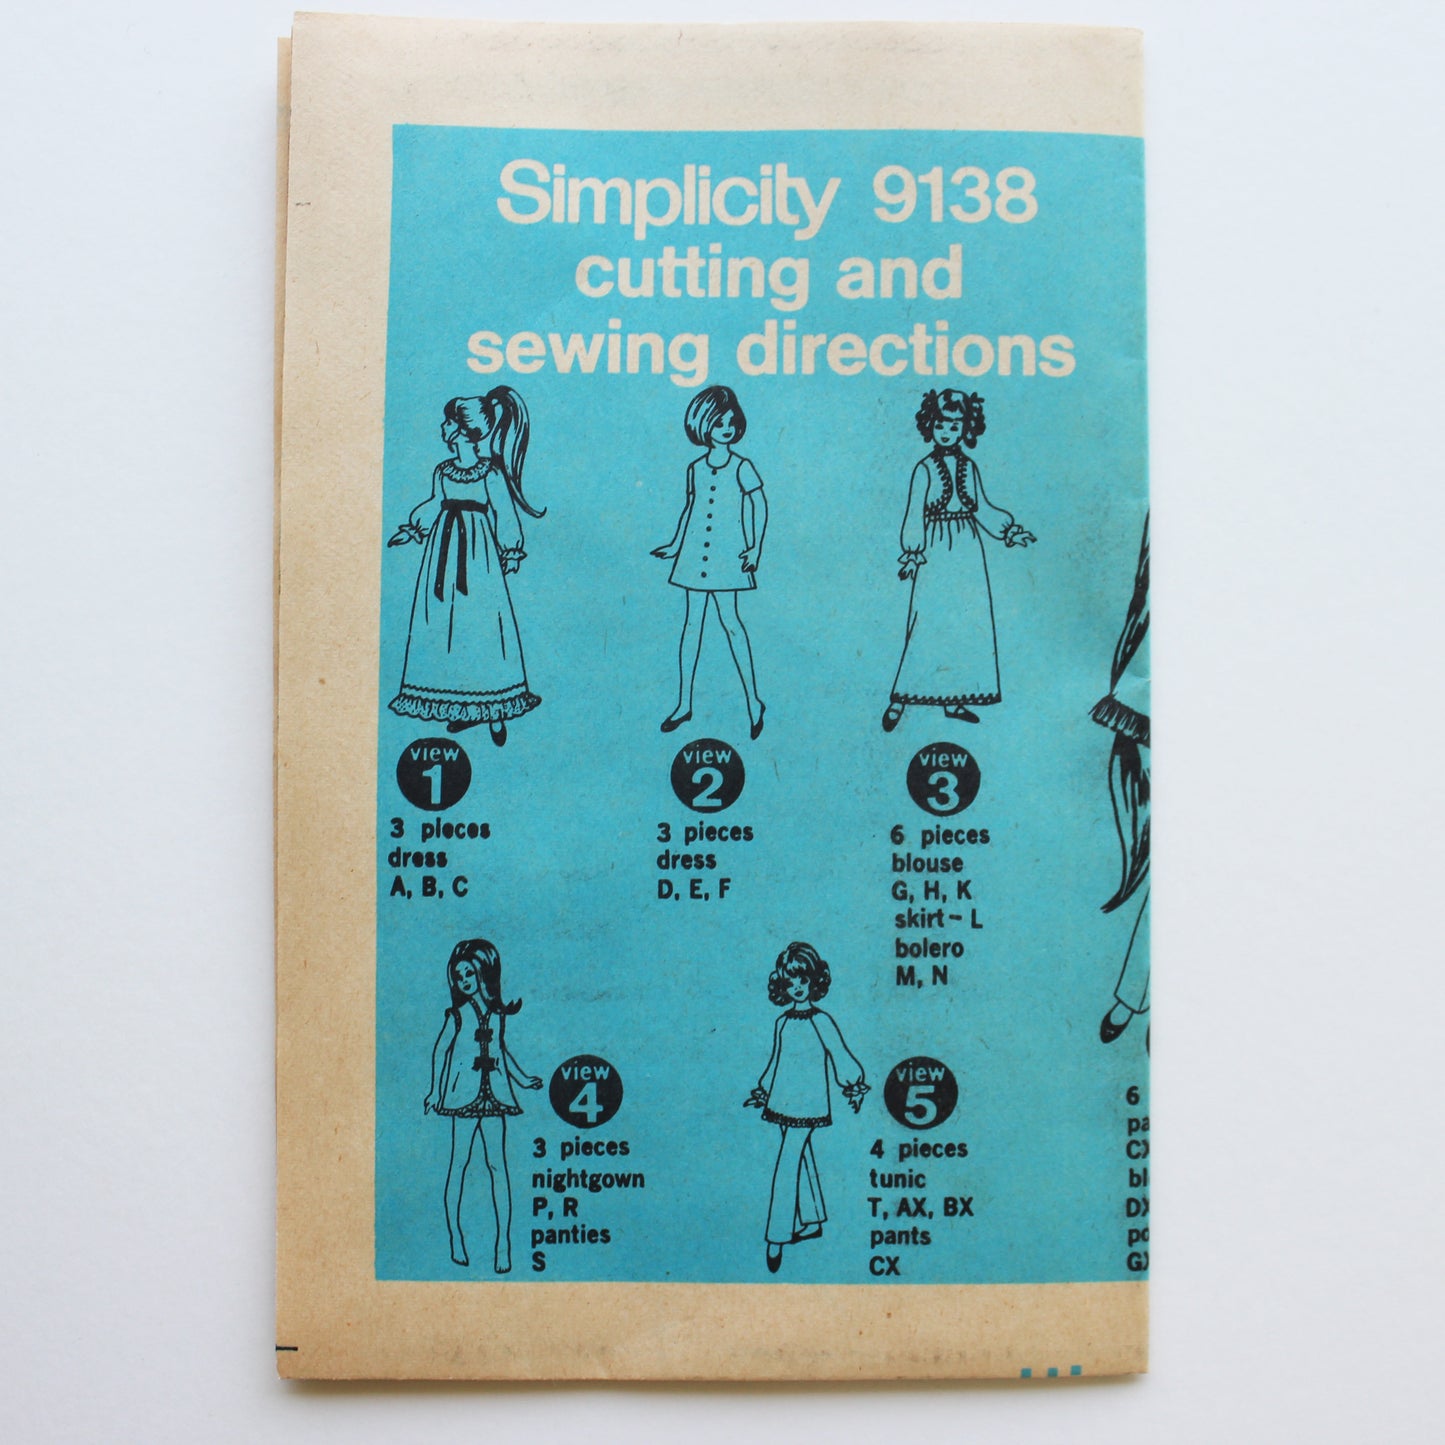 Simplicity 9138
cutting and
sewing directions
view
1
3 pieces
dress
A, B, C
view
2
3 pieces
dress
D, E, F
view
3
6 pieces
blouse
G, H, K
skirt - L
bolero
M, N
view
4
3 pieces
nightgown
P, R
panties
S
view
5
4 pieces
tunic
T, AX, BX
pants
CX
6